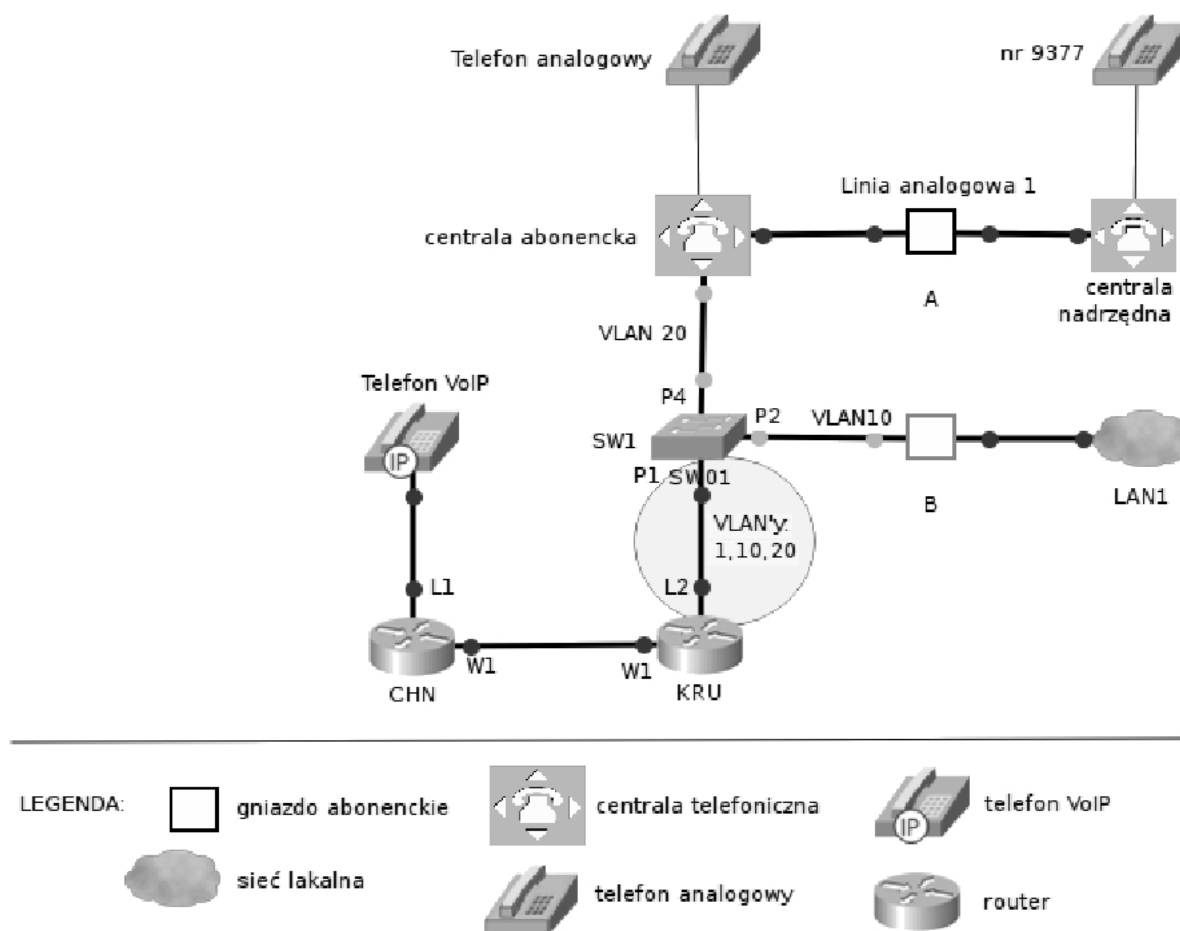 Telefon analogowy
nr 9377
Linia analogowa 1
centrala abonencka
A
centrala
nadrzędna
VLAN 20
Telefon VoIP
P4
P2
VLAN10
SW1
P1
SW01
B
LAN1
IP
VLAN'y:
1,10,20
L1
L2
W1
W1
CHN
KRU
LEGENDA:
gniazdo abonenckie
centrala telefoniczna
IP
telefon VoIP
sieć lakalna
telefon analogowy
router